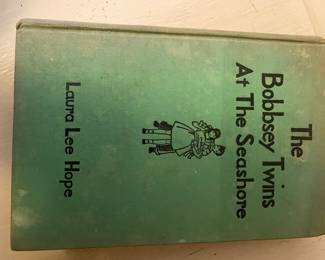 The
Bobbsey Twins
At The Seashore
Laura Lee Hope